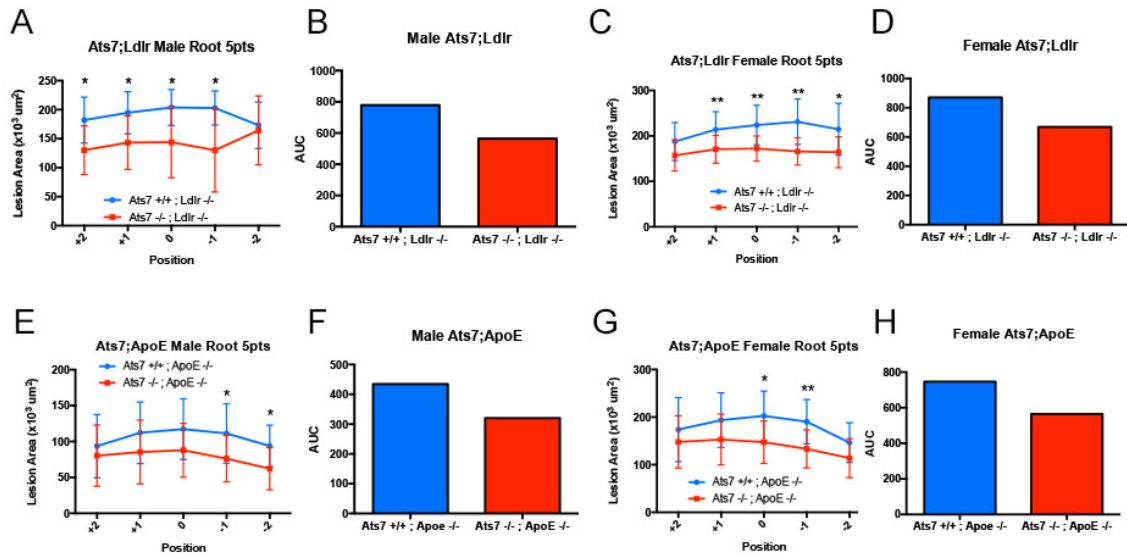 A
Ats7;Ldlr Male Root 5pts
Lesion Area (x10³ um²)
250
200
150
100
50
0
* * * *
Ats7 +/+ ; Ldlr -/-
Ats7 -/- ; Ldlr -/-
+2 +1 0 -1 -2
Position
B
Male Ats7;Ldlr
AUC
1000
800
600
400
200
0
Ats7 +/+ ; Ldlr -/- Ats7 -/- ; Ldlr -/-
C
Ats7;Ldlr Female Root 5pts
Lesion Area (x10³ um²)
300
200
100
0
** ** ** *
Ats7 +/+ ; Ldlr -/-
Ats7 -/- ; Ldlr -/-
+2 +1 0 -1 -2
Position
D
Female Ats7;Ldlr
AUC
1000
800
600
400
200
0
Ats7 +/+ ; Ldlr -/- Ats7 -/- ; Ldlr -/-
E
Ats7;ApoE Male Root 5pts
Lesion Area (x10³ um²)
200
150
100
50
0
Ats7 +/+ ; ApoE -/-
Ats7 -/- ; ApoE -/-
* *
+2 +1 0 -1 -2
Position
F
Male Ats7;ApoE
AUC
500
400
300
200
100
0
Ats7 +/+ ; Apoe -/- Ats7 -/- ; ApoE -/-
G
Ats7;ApoE Female Root 5pts
Lesion Area (x10³ um²)
300
200
100
0
* **
Ats7 +/+ ; ApoE -/-
Ats7 -/- ; ApoE -/-
+2 +1 0 -1 -2
Position
H
Female Ats7;ApoE
AUC
800
600
400
200
0
Ats7 +/+ ; Apoe -/- Ats7 -/- ; ApoE -/-